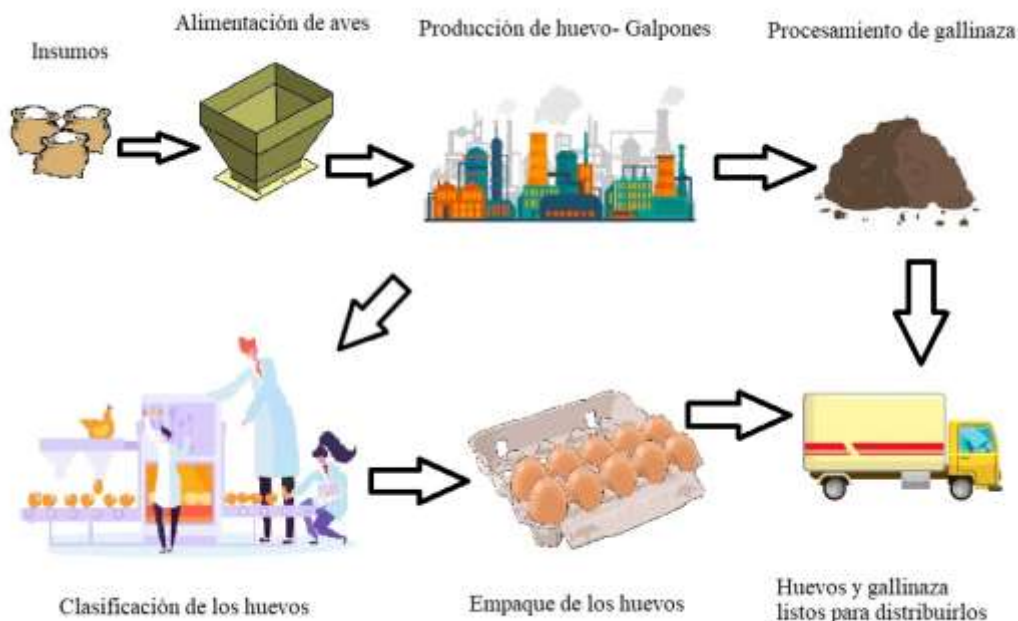 Insumos
Alimentación de aves
Producción de huevo- Galpones
Procesamiento de gallinaza
Clasificación de los huevos
Empaque de los huevos
Huevos y gallinaza
listos para distribuirlos